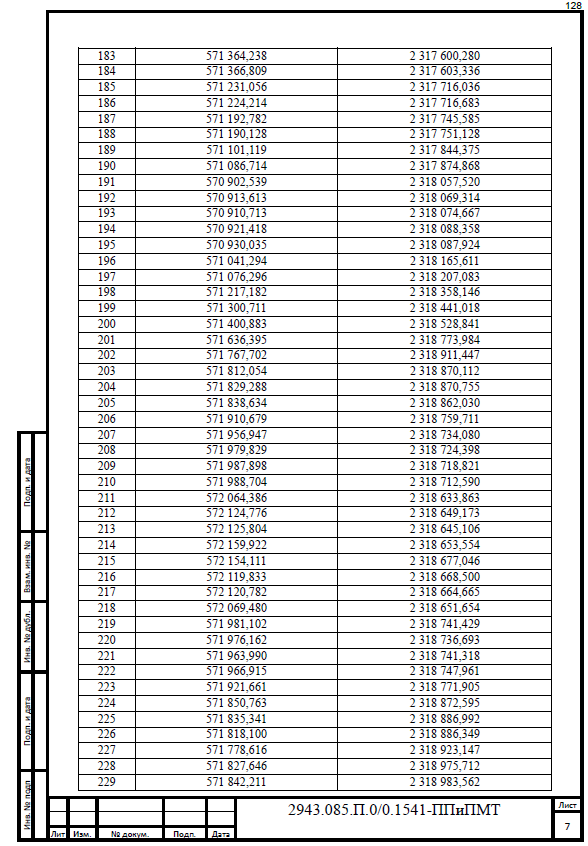 128
183 571 364,238 2 317 600,280
184 571 366,809 2 317 603,336
185 571 231,056 2 317 716,036
186 571 224,214 2 317 716,683
187 571 192,782 2 317 745,585
188 571 190,128 2 317 751,128
189 571 101,119 2 317 844,375
190 571 086,714 2 317 874,868
191 570 902,539 2 318 057,520
192 570 913,613 2 318 069,314
193 570 910,713 2 318 074,667
194 570 921,418 2 318 088,358
195 570 930,035 2 318 087,924
196 571 041,294 2 318 165,611
197 571 076,296 2 318 207,083
198 571 217,182 2 318 358,146
199 571 300,711 2 318 441,018
200 571 400,883 2 318 528,841
201 571 636,395 2 318 773,984
202 571 767,702 2 318 911,447
203 571 812,054 2 318 870,112
204 571 829,288 2 318 870,755
205 571 838,634 2 318 862,030
206 571 910,679 2 318 759,711
207 571 956,947 2 318 734,080
208 571 979,829 2 318 724,398
209 571 987,898 2 318 718,821
210 571 988,704 2 318 712,590
211 572 064,386 2 318 633,863
212 572 124,776 2 318 649,173
213 572 125,804 2 318 645,106
214 572 159,922 2 318 653,554
215 572 154,111 2 318 677,046
216 572 119,833 2 318 668,500
217 572 120,782 2 318 664,665
218 572 069,480 2 318 651,654
219 571 981,102 2 318 741,429
220 571 976,162 2 318 736,693
221 571 963,990 2 318 741,318
222 571 966,915 2 318 747,961
223 571 921,661 2 318 771,905
224 571 850,763 2 318 872,595
225 571 835,341 2 318 886,992
226 571 818,100 2 318 886,349
227 571 778,616 2 318 923,147
228 571 827,646 2 318 975,712
229 571 842,211 2 318 983,562
Подп. и дата
Взам. инв. №
Инв. № дубл.
Подп. и дата
Инв. № подп
2943.085.П.0/0.1541-ППиПМТ
Лист
7
Лит Изм. № докум. Подп. Дата